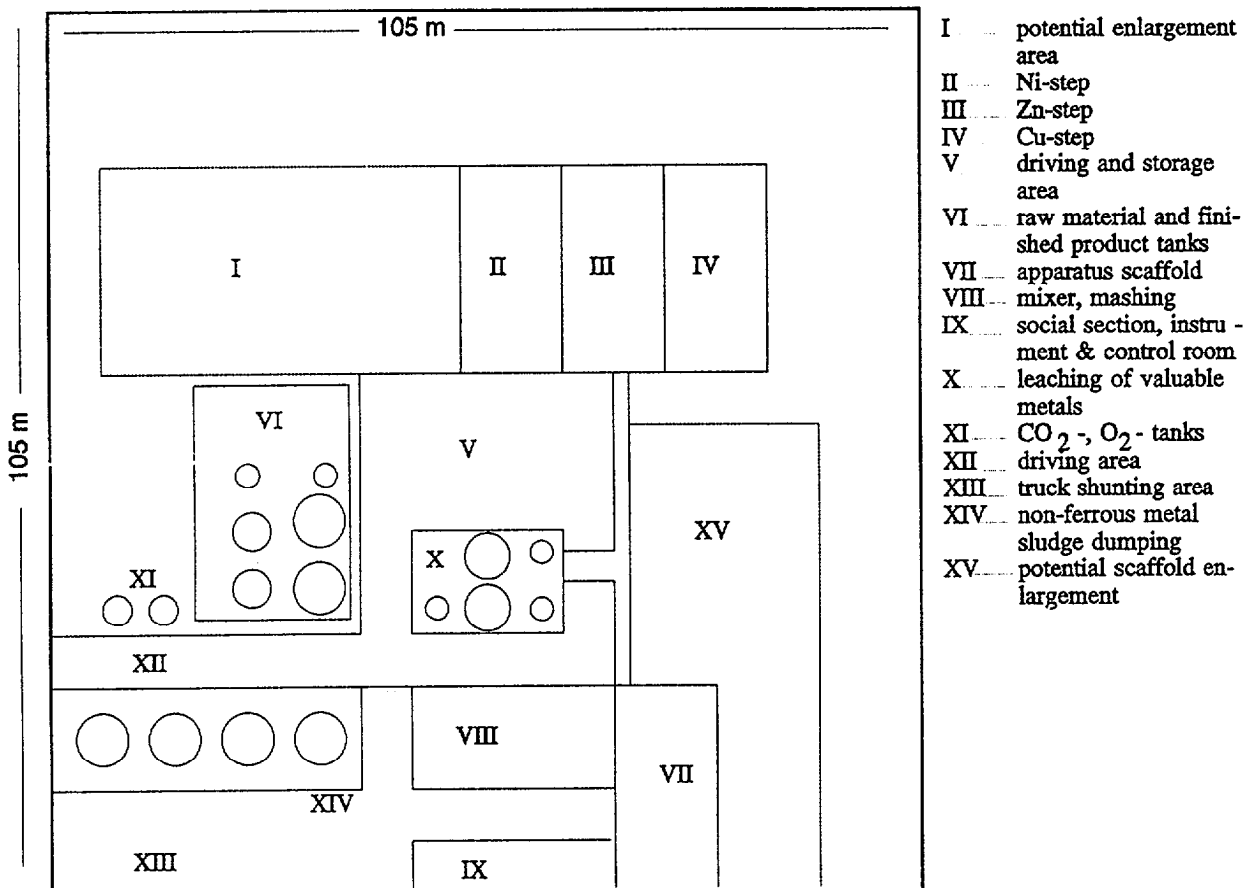 105 m
105 m
I
II
III
IV
VI
V
X
XV
XI
XII
VIII
VII
XIV
XIII
IX
I potential enlargement
area
II Ni-step
III Zn-step
IV Cu-step
V driving and storage
area
VI raw material and fini-
shed product tanks
VII apparatus scaffold
VIII mixer, mashing
IX social section, instru -
ment & control room
X leaching of valuable
metals
XI CO2 -, O2 - tanks
XII driving area
XIII truck shunting area
XIV non-ferrous metal
sludge dumping
XV potential scaffold en-
largement